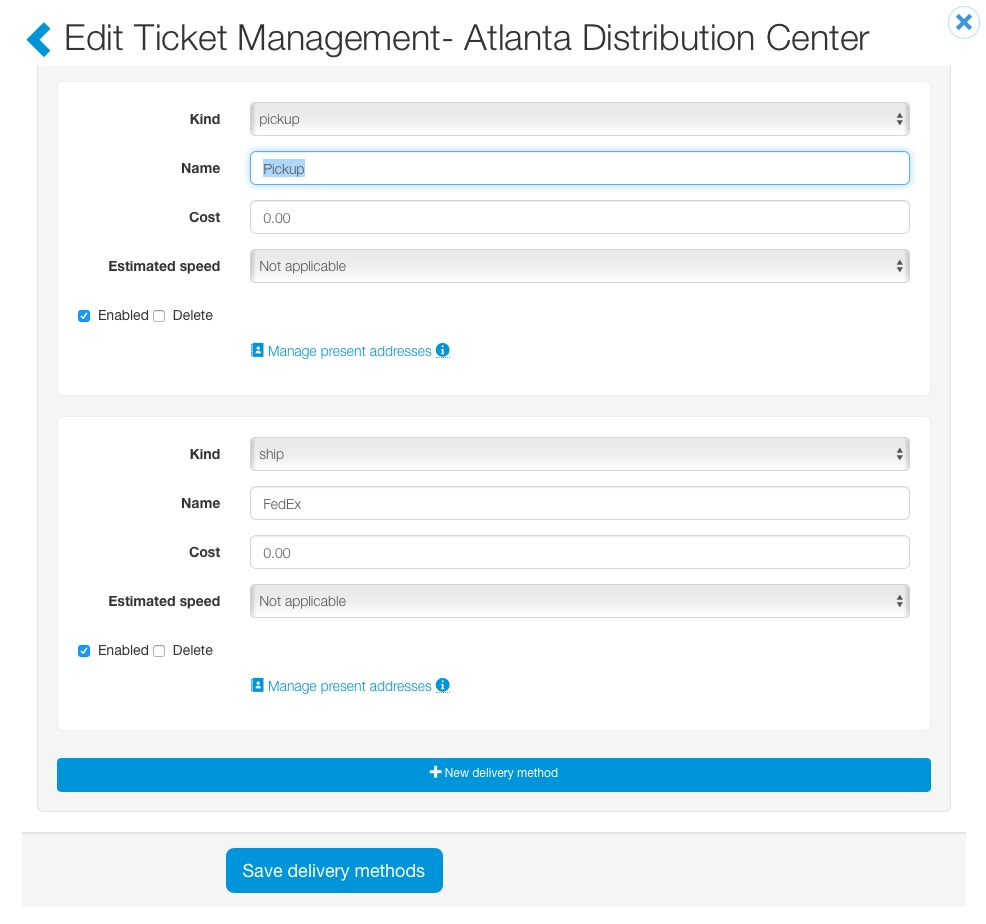 Edit Ticket Management- Atlanta Distribution Center
Kind pickup
Name Pickup
Cost 0.00
Estimated speed Not applicable
Enabled Delete
Manage present addresses
Kind ship
Name FedEx
Cost 0.00
Estimated speed Not applicable
Enabled Delete
Manage present addresses
New delivery method
Save delivery methods